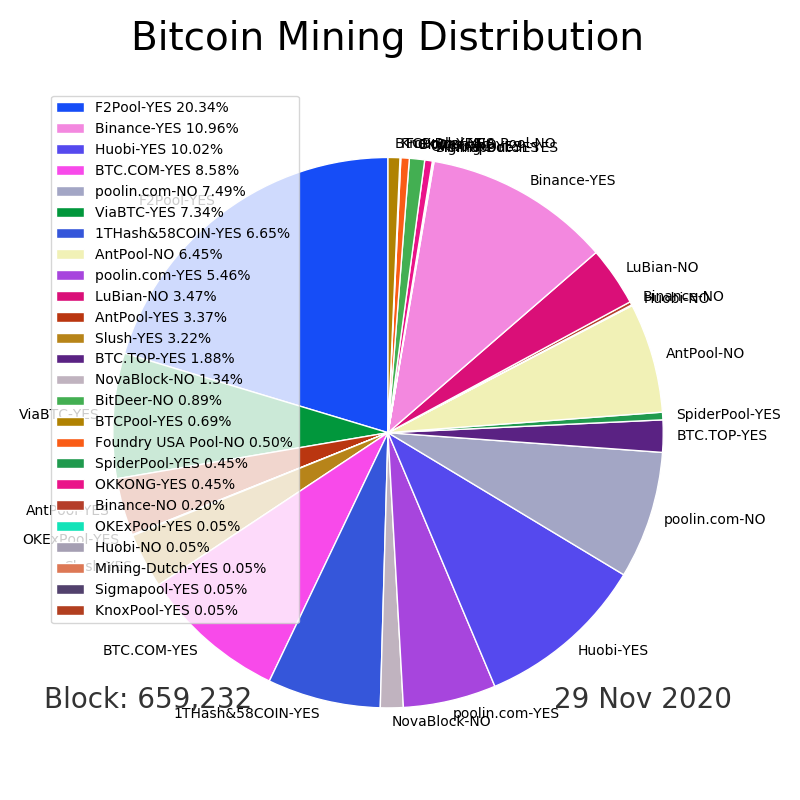 Bitcoin Mining Distribution
F2Pool-YES 20.34%
Binance-YES 10.96%
Huobi-YES 10.02%
BTC.COM-YES 8.58%
poolin.com-NO 7.49%
ViaBTC-YES 7.34%
1THash&58COIN-YES 6.65%
AntPool-NO 6.45%
poolin.com-YES 5.46%
LuBian-NO 3.47%
AntPool-YES 3.37%
Slush-YES 3.22%
BTC.TOP-YES 1.88%
NovaBlock-NO 1.34%
BitDeer-NO 0.89%
BTCPool-YES 0.69%
Foundry USA Pool-NO 0.50%
SpiderPool-YES 0.45%
OKKONG-YES 0.45%
Binance-NO 0.20%
OKExPool-YES 0.05%
Huobi-NO 0.05%
Mining-Dutch-YES 0.05%
Sigmapool-YES 0.05%
KnoxPool-YES 0.05%
Binance-YES
LuBian-NO
Binance-NO
Huobi-NO
AntPool-NO
SpiderPool-YES
BTC.TOP-YES
poolin.com-NO
Huobi-YES
poolin.com-YES
NovaBlock-NO
1THash&58COIN-YES
BTC.COM-YES
Slush-YES
OKExPool-YES
AntPool-YES
ViaBTC-YES
F2Pool-YES
Block: 659,232
29 Nov 2020